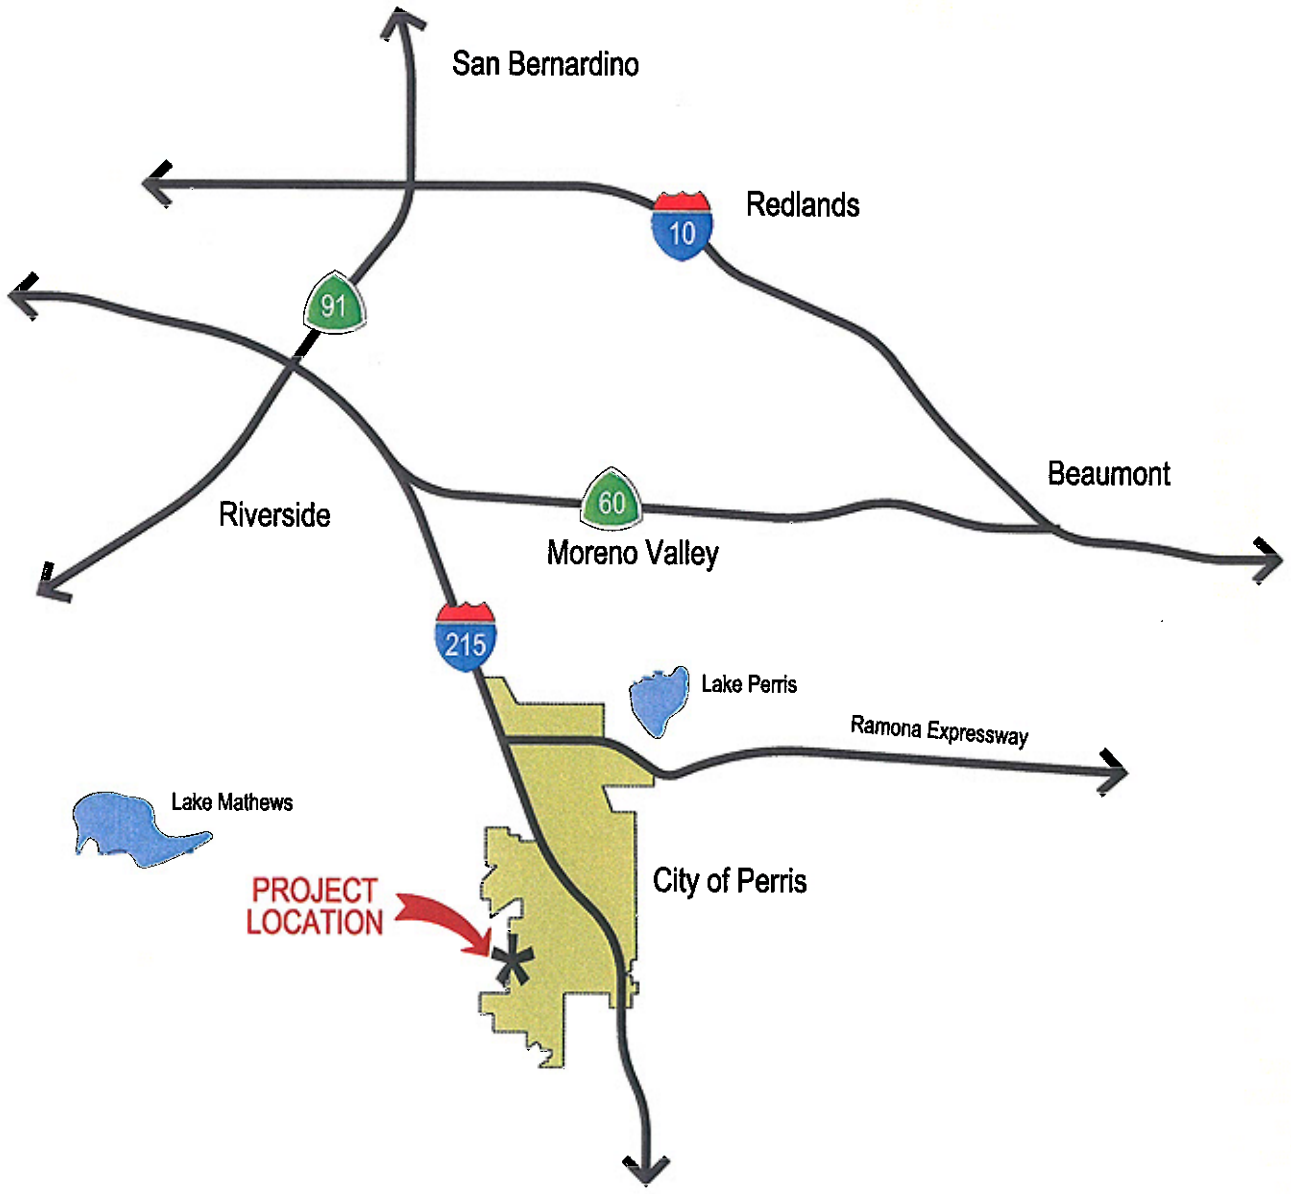 San Bernardino
Redlands
10
91
Beaumont
60
Riverside
Moreno Valley
215
Lake Perris
Ramona Expressway
Lake Mathews
City of Perris
PROJECT
LOCATION